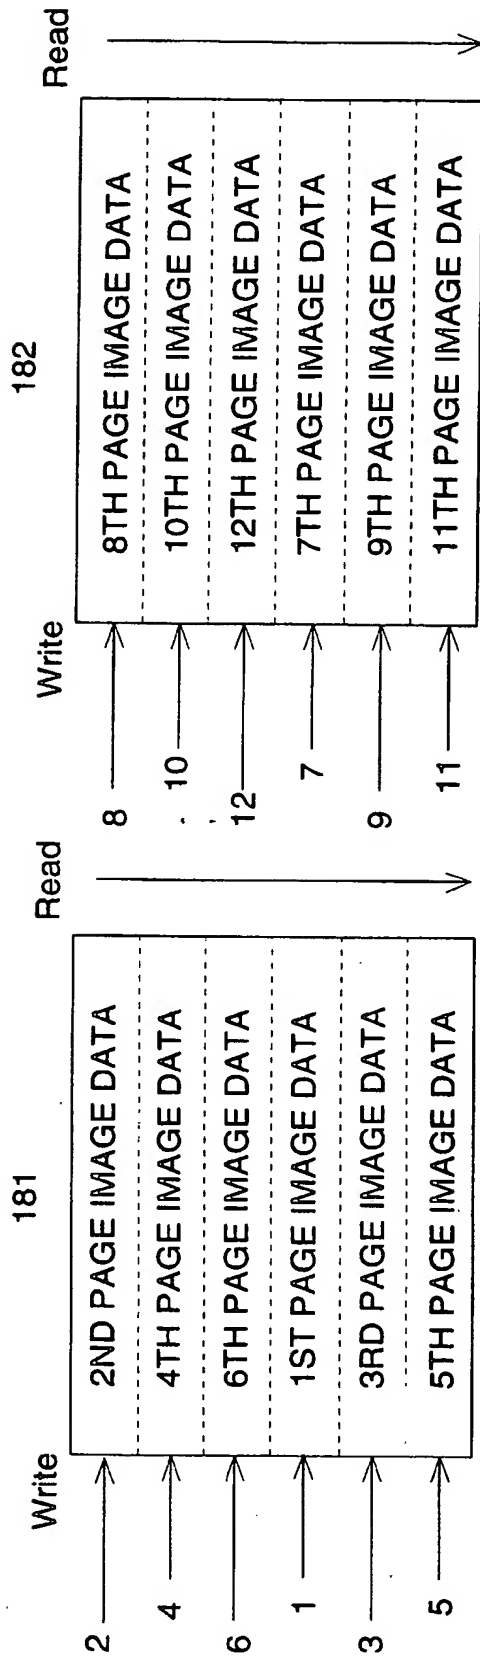 181
Write
Read
2
2ND PAGE IMAGE DATA
4
4TH PAGE IMAGE DATA
6
6TH PAGE IMAGE DATA
1
1ST PAGE IMAGE DATA
3
3RD PAGE IMAGE DATA
5
5TH PAGE IMAGE DATA
182
Write
Read
8
8TH PAGE IMAGE DATA
10
10TH PAGE IMAGE DATA
12
12TH PAGE IMAGE DATA
7
7TH PAGE IMAGE DATA
9
9TH PAGE IMAGE DATA
11
11TH PAGE IMAGE DATA